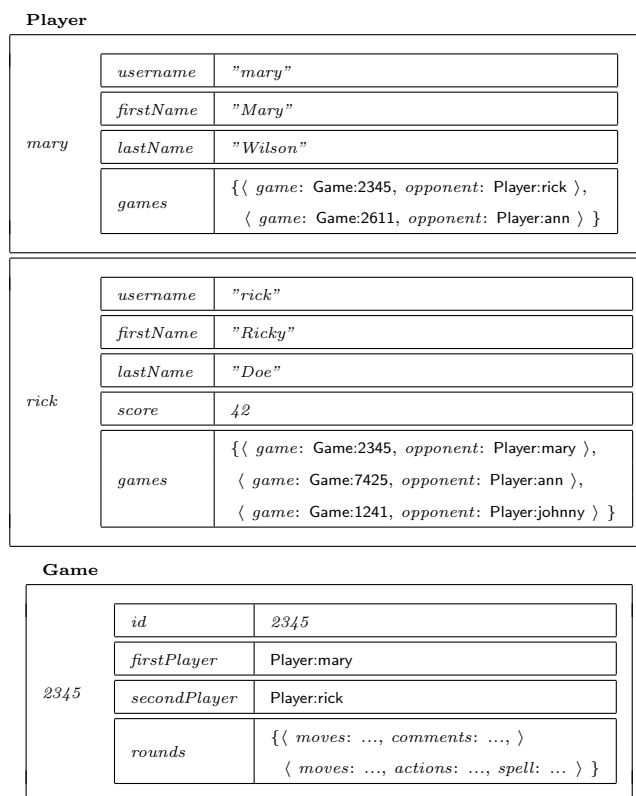 Player
mary
username "mary"
firstName "Mary"
lastName "Wilson"
games {⟨ game: Game:2345, opponent: Player:rick ⟩,
⟨ game: Game:2611, opponent: Player:ann ⟩ }
rick
username "rick"
firstName "Ricky"
lastName "Doe"
score 42
games {⟨ game: Game:2345, opponent: Player:mary ⟩,
⟨ game: Game:7425, opponent: Player:ann ⟩,
⟨ game: Game:1241, opponent: Player:johnny ⟩ }
Game
2345
id 2345
firstPlayer Player:mary
secondPlayer Player:rick
rounds {⟨ moves: ..., comments: ..., ⟩
⟨ moves: ..., actions: ..., spell: ... ⟩ }